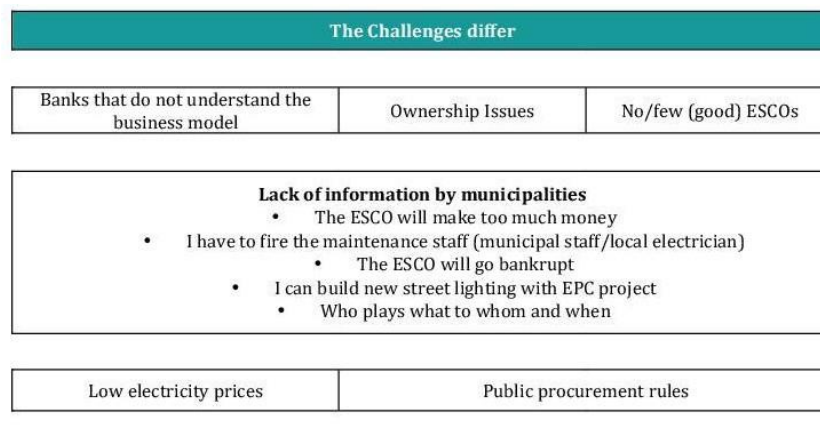 The Challenges differ
Banks that do not understand the
business model
Ownership Issues
No/few (good) ESCOs
Lack of information by municipalities
• The ESCO will make too much money
• I have to fire the maintenance staff (municipal staff/local electrician)
• The ESCO will go bankrupt
• I can build new street lighting with EPC project
• Who plays what to whom and when
Low electricity prices
Public procurement rules